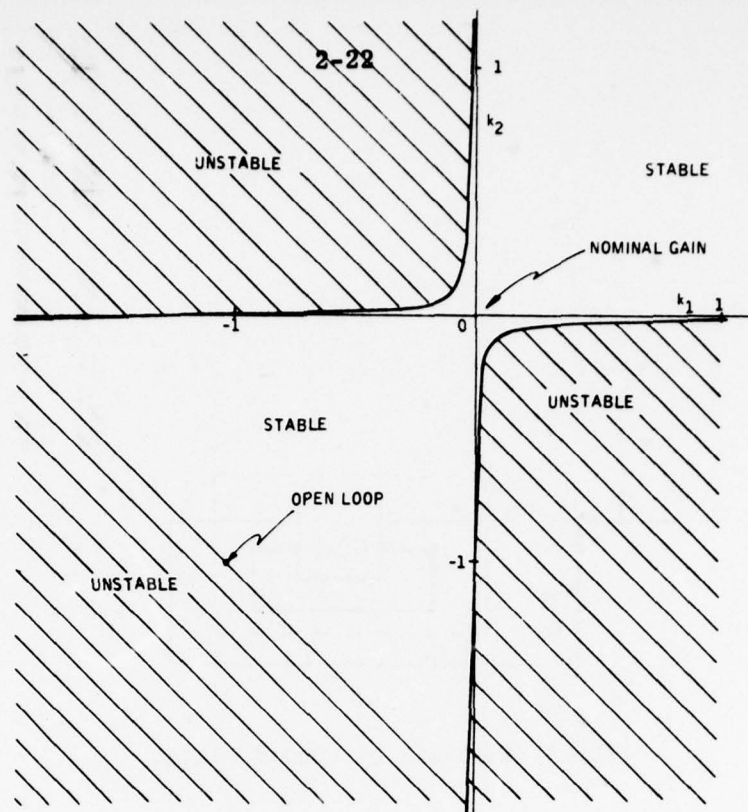 2-22
1
k2
UNSTABLE
STABLE
NOMINAL GAIN
k1 1
-1
0
UNSTABLE
STABLE
OPEN LOOP
-1
UNSTABLE